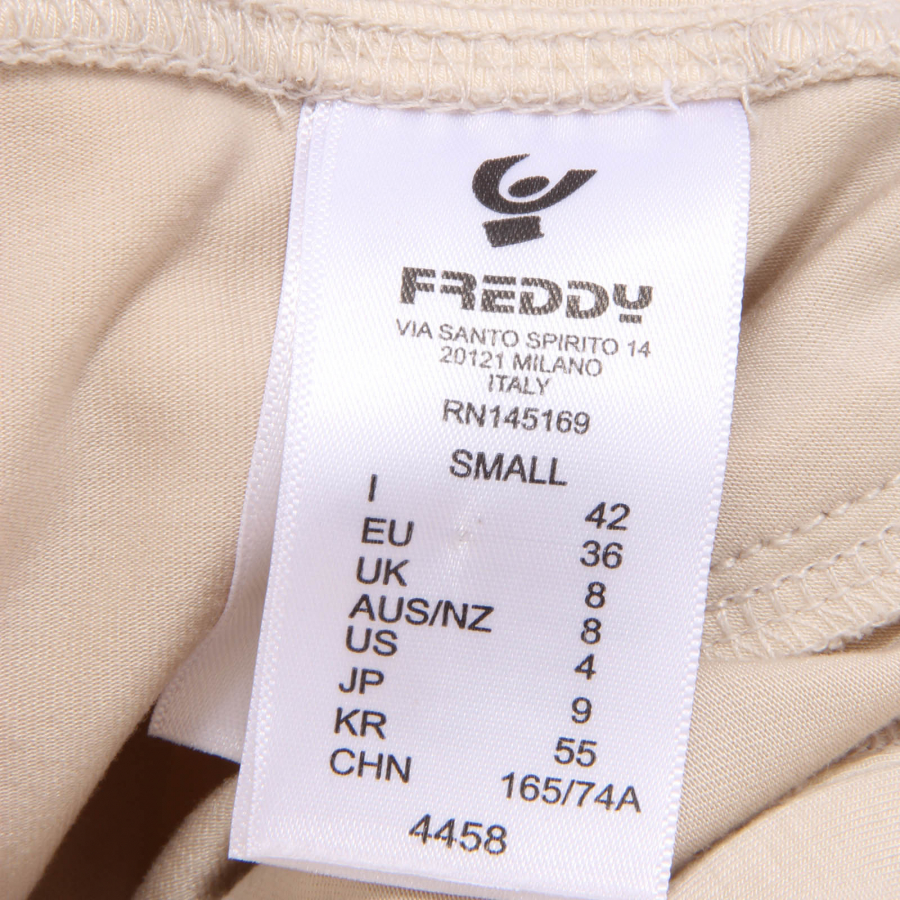 FREDDY
VIA SANTO SPIRITO 14
20121 MILANO
ITALY
RN145169
SMALL
I 42
EU 36
UK 8
AUS/NZ 8
US 4
JP 9
KR 55
CHN 165/74A
4458